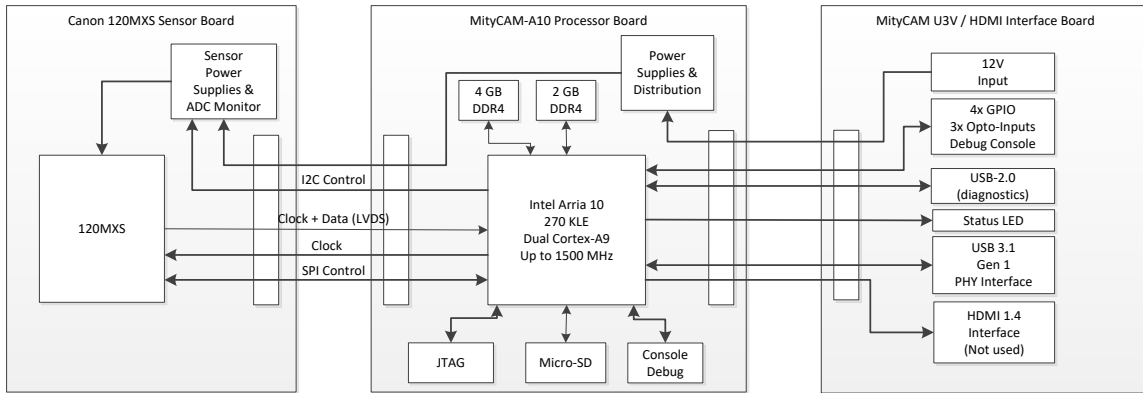 Canon 120MXS Sensor Board
Sensor
Power
Supplies &
ADC Monitor
120MXS
I2C Control
Clock + Data (LVDS)
Clock
SPI Control
MityCAM-A10 Processor Board
4 GB
DDR4
2 GB
DDR4
Power
Supplies &
Distribution
Intel Arria 10
270 KLE
Dual Cortex-A9
Up to 1500 MHz
JTAG
Micro-SD
Console
Debug
MityCAM U3V / HDMI Interface Board
12V
Input
4x GPIO
3x Opto-Inputs
Debug Console
USB-2.0
(diagnostics)
Status LED
USB 3.1
Gen 1
PHY Interface
HDMI 1.4
Interface
(Not used)